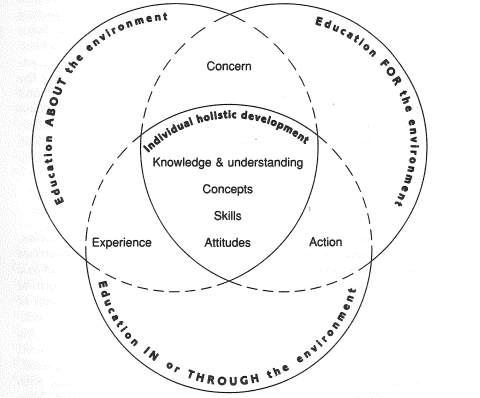 Education ABOUT the environment
Education FOR the environment
Concern
Individual holistic development
Knowledge & understanding
Concepts
Skills
Experience
Attitudes
Action
Education IN or THROUGH the environment